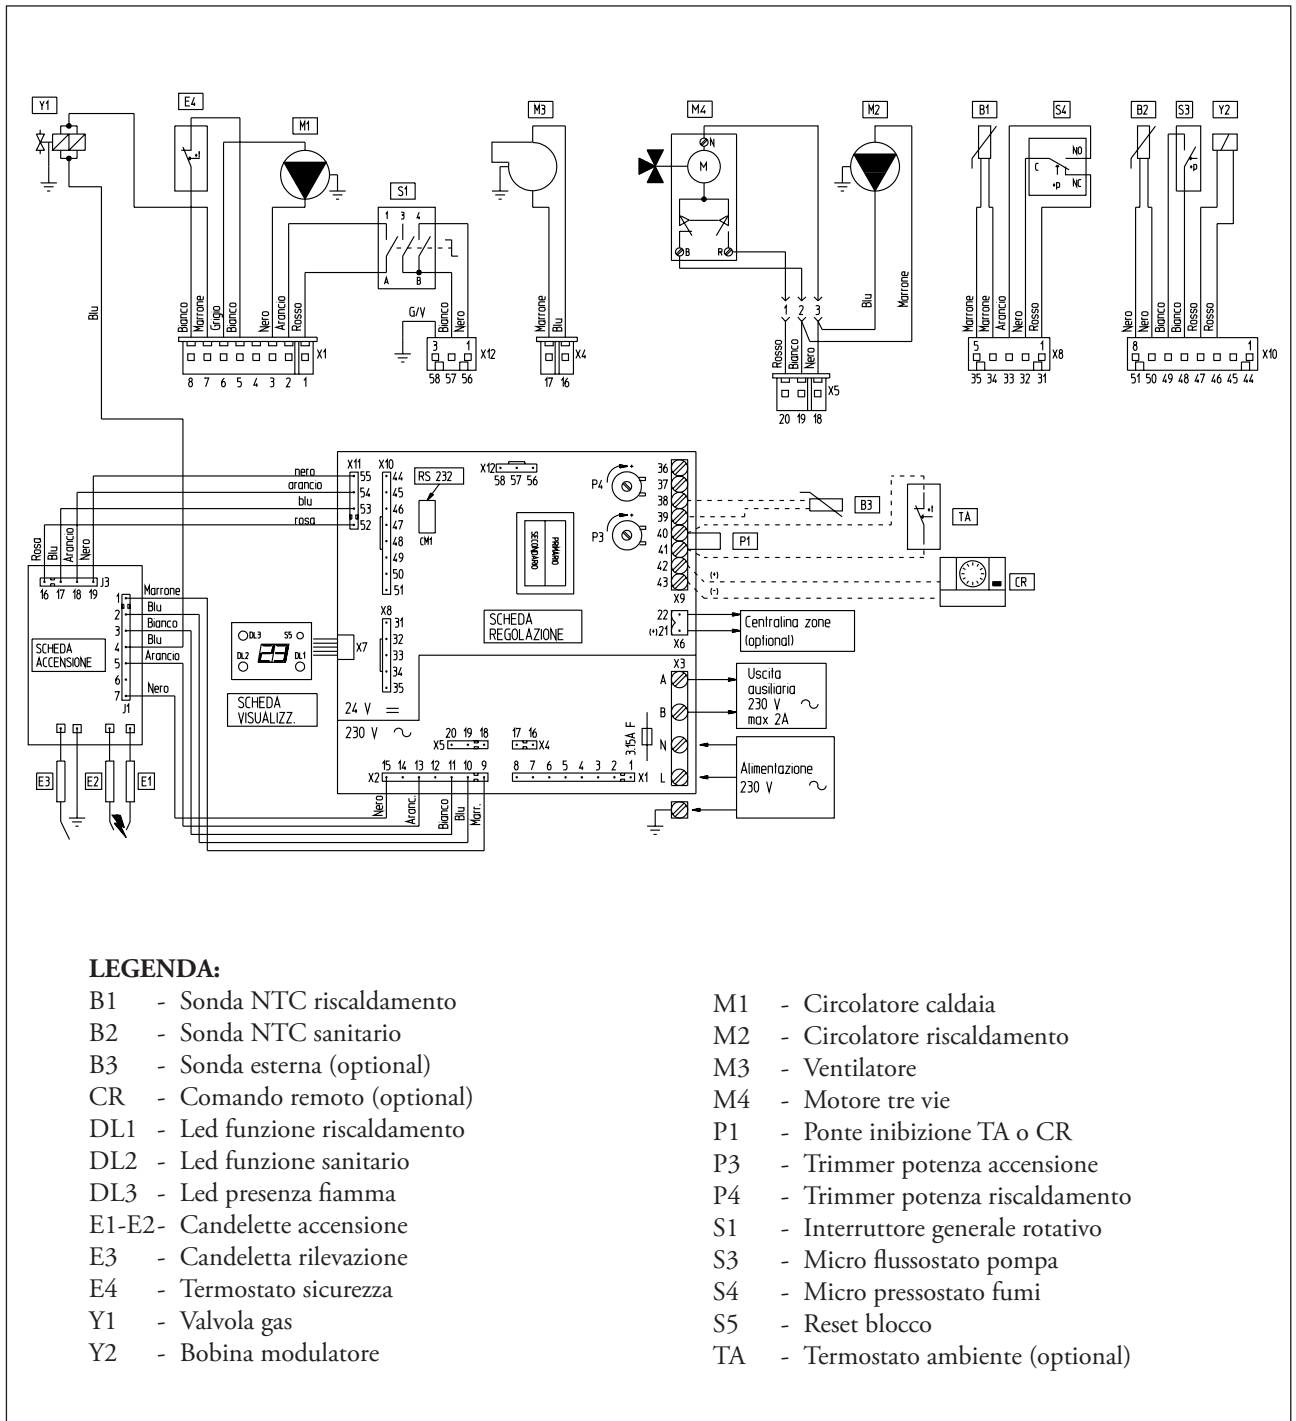 Y1
E4
M1
S1
M3
M4
M2
B1
S4
B2
S3
Y2
1 3 4
A B
N
M
B R
NO
C
NC
+p
+p
Blu
Bianco
Marrone
Grigio
Bianco
Nero
Arancio
Rosso
X1
8 7 6 5 4 3 2 1
G/V
Bianco
Nero
3 1
X12
58 57 56
Marrone
Blu
X4
17 16
1 2 3
Rosso
Bianco
Nero
X5
20 19 18
Blu
Marrone
Marrone
Marrone
Arancio
Nero
Rosso
5 1
X8
35 34 33 32 31
Nero
Nero
Bianco
Bianco
Rosso
Rosso
8 1
X10
51 50 49 48 47 46 45 44
nero
arancio
blu
rosa
X11
55
54
53
52
X10
44
45
46
47
48
49
50
51
RS 232
CM1
X12
58 57 56
P4
P3
PRIMARIO
SECONDARIO
36
37
38
39
40
41
42
43
X9
B3
TA
P1
(+)
(-)
CR
SCHEDA
REGOLAZIONE
22
(+)21
X6
Centralina zone
(optional)
Rosa
Blu
Arancio
Nero
16 17 18 19
J3
SCHEDA
ACCENSIONE
1
2
3
4
5
6
7
J1
Marrone
Blu
Bianco
Blu
Arancio
Nero
E3
E2
E1
DL3 S5
DL2 DL1
23
SCHEDA
VISUALIZZ.
X7
X8
31
32
33
34
35
24 V
230 V
X5
20 19 18
17 16
X4
X2
15 14 13 12 11 10 9
8 7 6 5 4 3 2 1
X1
Nero
Aranc.
Bianco
Blu
Marr.
3.15A F
X3
A
B
N
L
Uscita
ausiliaria
230 V
max 2A
Alimentazione
230 V
LEGENDA:
B1 - Sonda NTC riscaldamento
B2 - Sonda NTC sanitario
B3 - Sonda esterna (optional)
CR - Comando remoto (optional)
DL1 - Led funzione riscaldamento
DL2 - Led funzione sanitario
DL3 - Led presenza fiamma
E1-E2- Candelette accensione
E3 - Candeletta rilevazione
E4 - Termostato sicurezza
Y1 - Valvola gas
Y2 - Bobina modulatore
M1 - Circolatore caldaia
M2 - Circolatore riscaldamento
M3 - Ventilatore
M4 - Motore tre vie
P1 - Ponte inibizione TA o CR
P3 - Trimmer potenza accensione
P4 - Trimmer potenza riscaldamento
S1 - Interruttore generale rotativo
S3 - Micro flussostato pompa
S4 - Micro pressostato fumi
S5 - Reset blocco
TA - Termostato ambiente (optional)